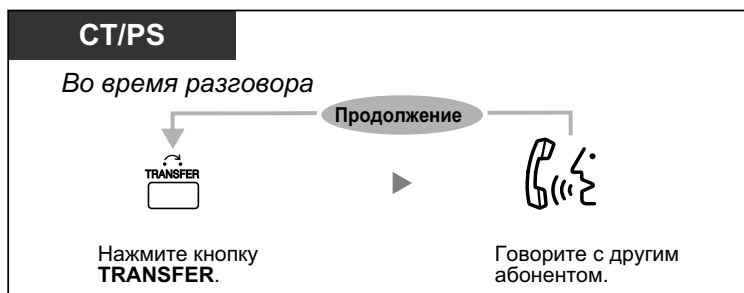 CT/PS
Во время разговора
Продолжение
TRANSFER
Нажмите кнопку
TRANSFER.
Говорите с другим
абонентом.